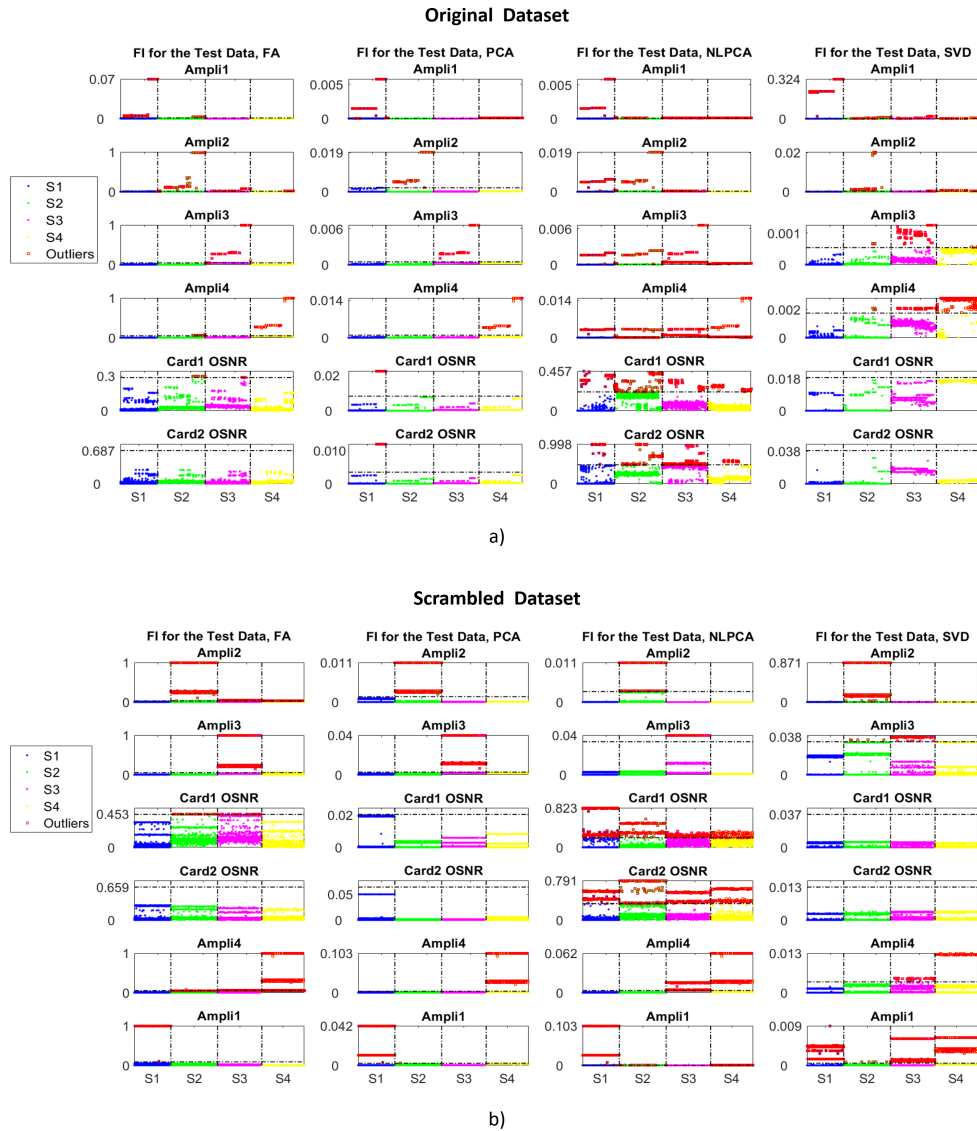 Original Dataset
FI for the Test Data, FA
FI for the Test Data, PCA
FI for the Test Data, NLPCA
FI for the Test Data, SVD
Ampli1 Ampli1 Ampli1 Ampli1
0.07 0.005 0.005 0.324
0 0 0 0
Ampli2 Ampli2 Ampli2 Ampli2
1 0.019 0.019 0.02
0 0 0 0
S1
S2
S3
S4
Outliers
Ampli3 Ampli3 Ampli3 Ampli3
1 0.006 0.006 0.001
0 0 0 0
Ampli4 Ampli4 Ampli4 Ampli4
1 0.014 0.014 0.002
0 0 0 0
Card1 OSNR Card1 OSNR Card1 OSNR Card1 OSNR
0.3 0.02 0.457 0.018
0 0 0 0
Card2 OSNR Card2 OSNR Card2 OSNR Card2 OSNR
0.687 0.010 0.998 0.038
0 0 0 0
S1 S2 S3 S4 S1 S2 S3 S4 S1 S2 S3 S4 S1 S2 S3 S4
a)
Scrambled Dataset
FI for the Test Data, FA
FI for the Test Data, PCA
FI for the Test Data, NLPCA
FI for the Test Data, SVD
Ampli2 Ampli2 Ampli2 Ampli2
1 0.011 0.011 0.871
0 0 0 0
Ampli3 Ampli3 Ampli3 Ampli3
1 0.04 0.04 0.038
0 0 0 0
S1
S2
S3
S4
Outliers
Card1 OSNR Card1 OSNR Card1 OSNR Card1 OSNR
0.453 0.02 0.823 0.037
0 0 0 0
Card2 OSNR Card2 OSNR Card2 OSNR Card2 OSNR
0.659 0.05 0.791 0.013
0 0 0 0
Ampli4 Ampli4 Ampli4 Ampli4
1 0.103 0.062 0.013
0 0 0 0
Ampli1 Ampli1 Ampli1 Ampli1
1 0.042 0.103 0.009
0 0 0 0
S1 S2 S3 S4 S1 S2 S3 S4 S1 S2 S3 S4 S1 S2 S3 S4
b)